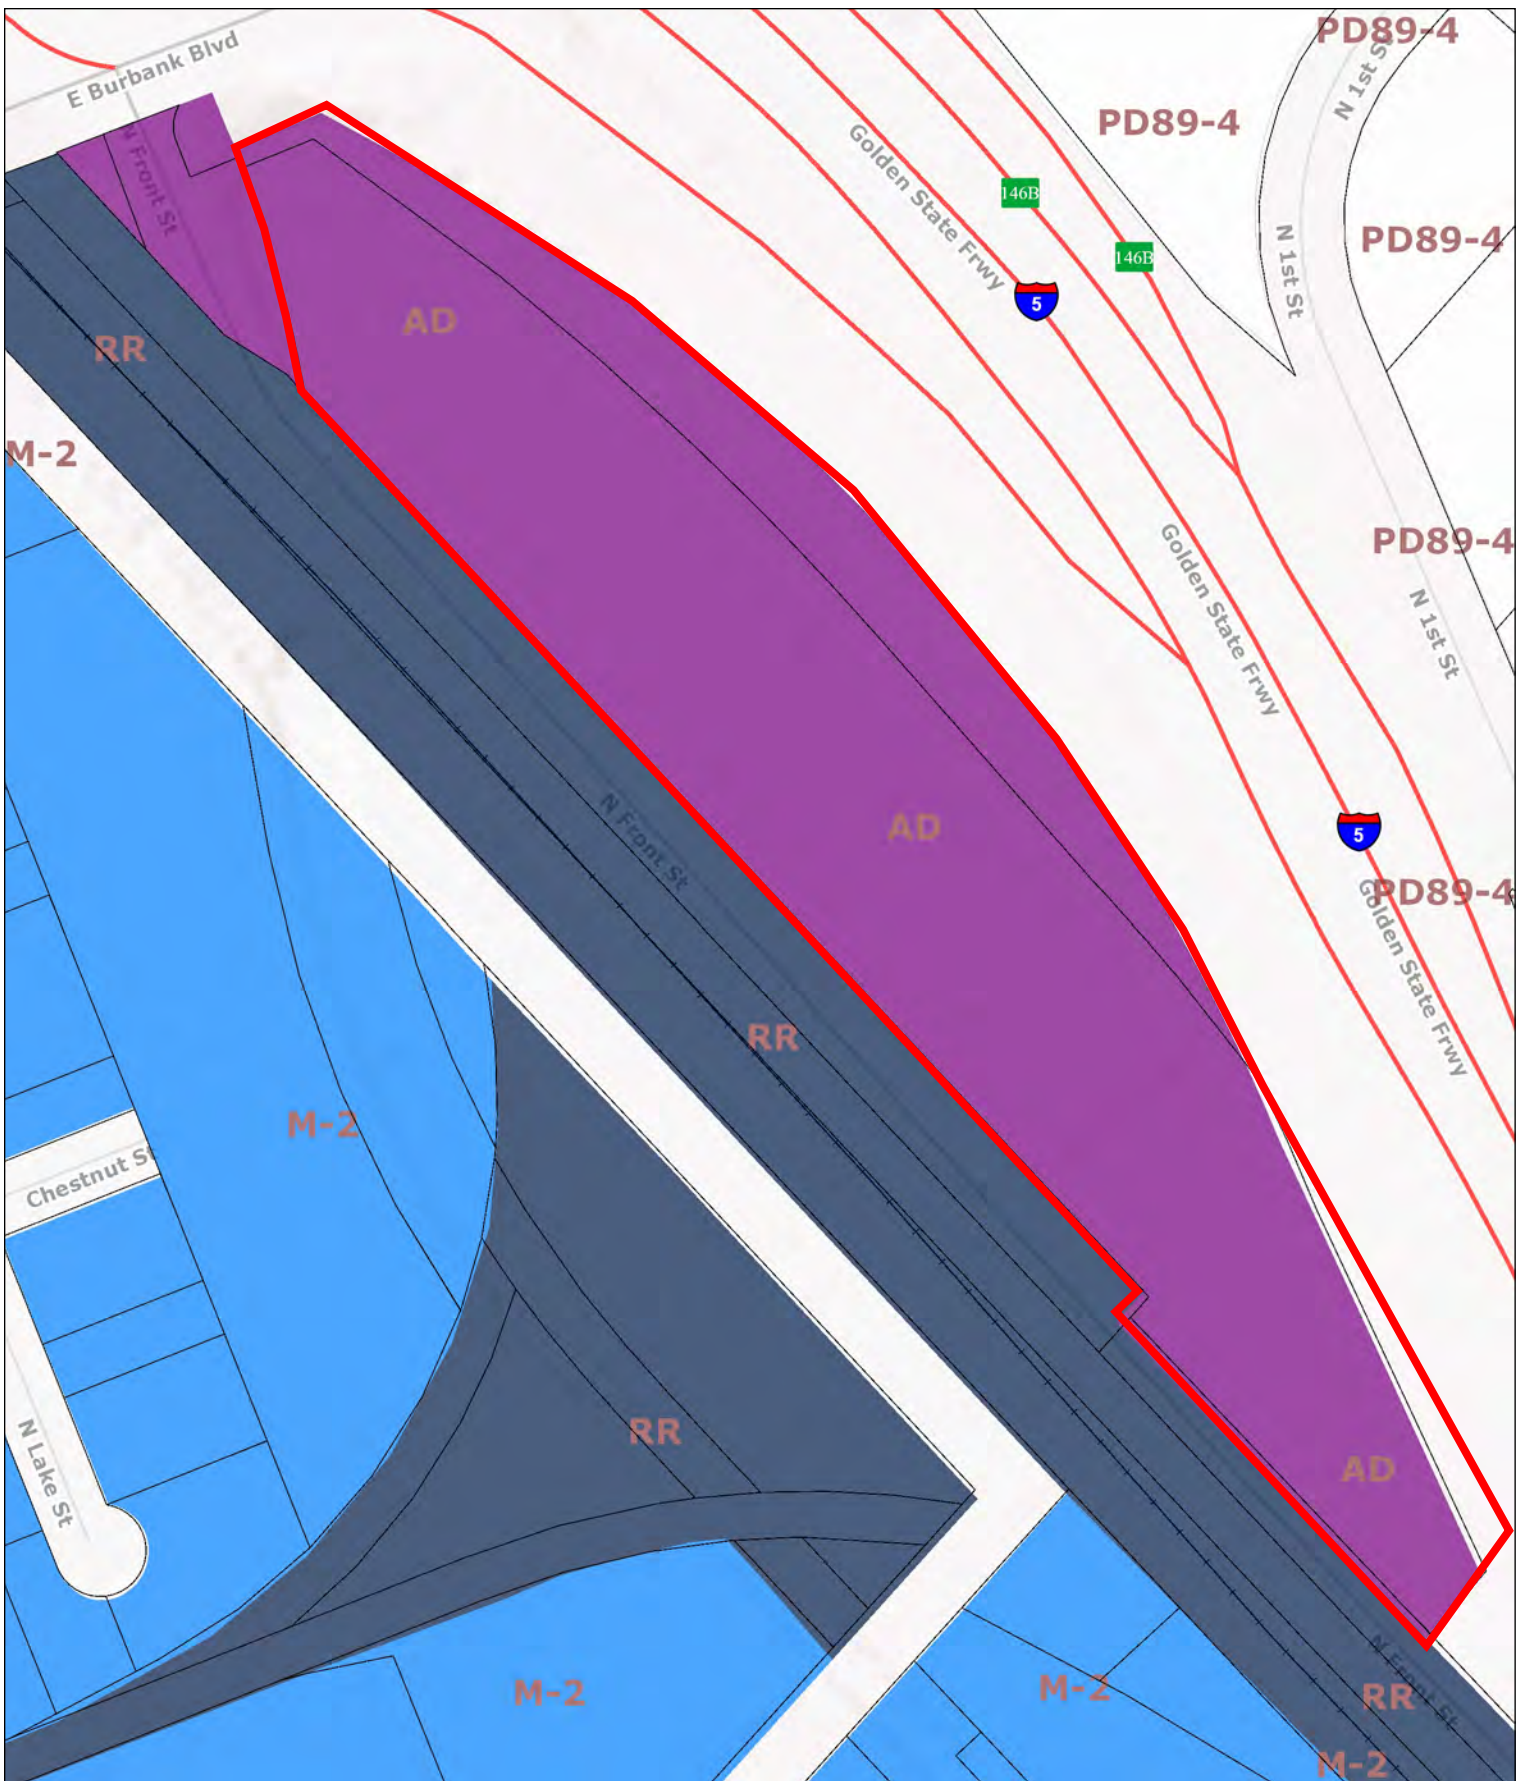 PD89-4
E Burbank Blvd
N 1st St
PD89-4
Golden State Frwy
N Front St
146B
PD89-4
N 1st St
146B
5
AD
RR
M-2
PD89-4
Golden State Frwy
N 1st St
N Front St
AD
5
PD89-4
Golden State Frwy
RR
M-2
Chestnut St
RR
N Lake St
AD
M-2
M-2
RR
N Front St
M-2